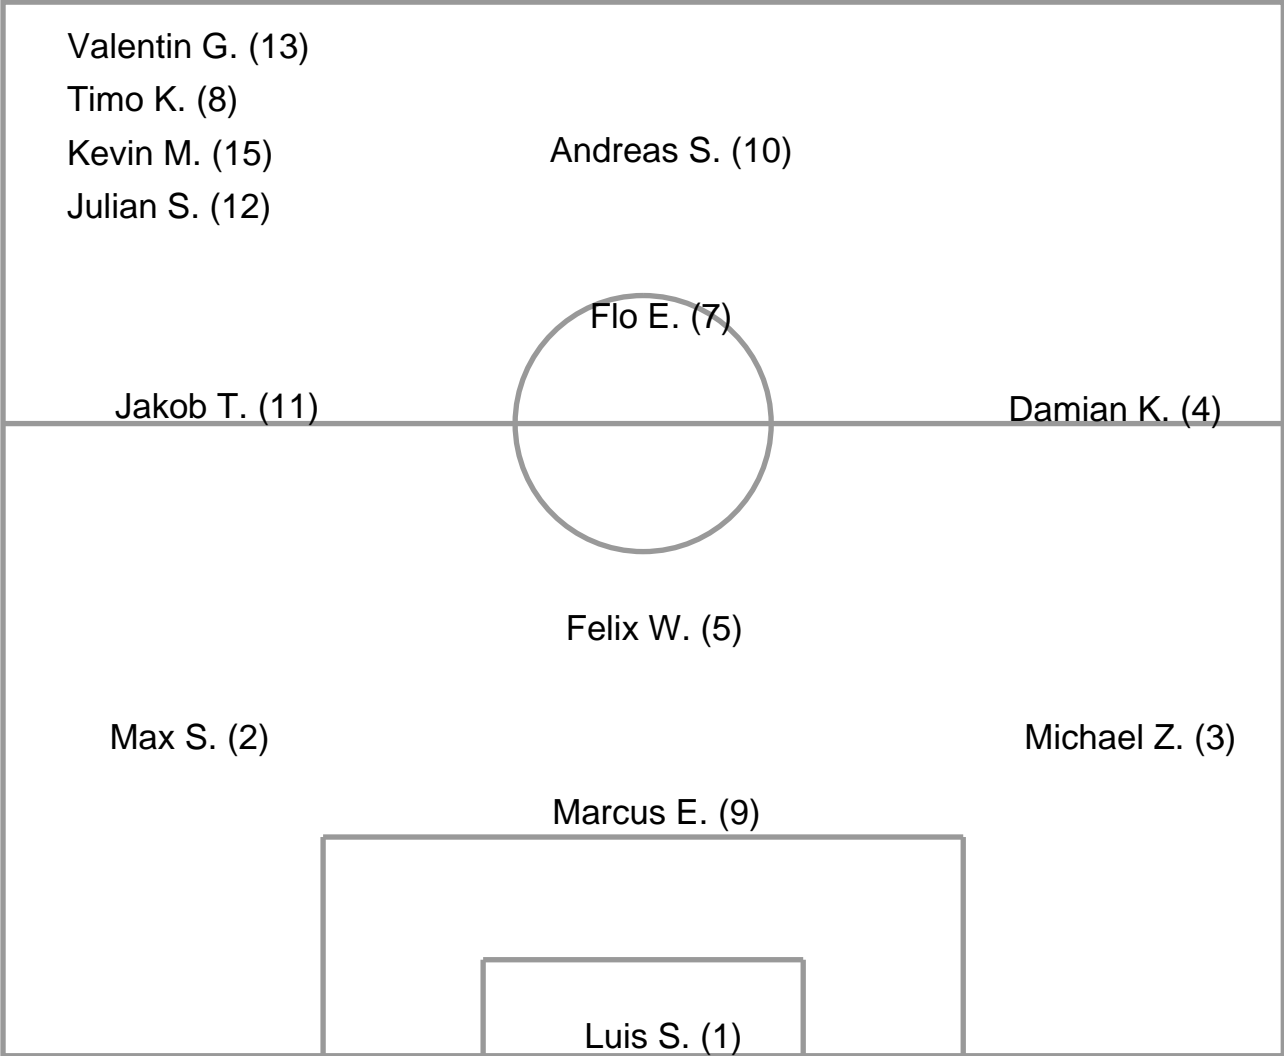 Valentin G. (13)
Timo K. (8)
Kevin M. (15)
Andreas S. (10)
Julian S. (12)
Flo E. (7)
Jakob T. (11)
Damian K. (4)
Felix W. (5)
Max S. (2)
Michael Z. (3)
Marcus E. (9)
Luis S. (1)